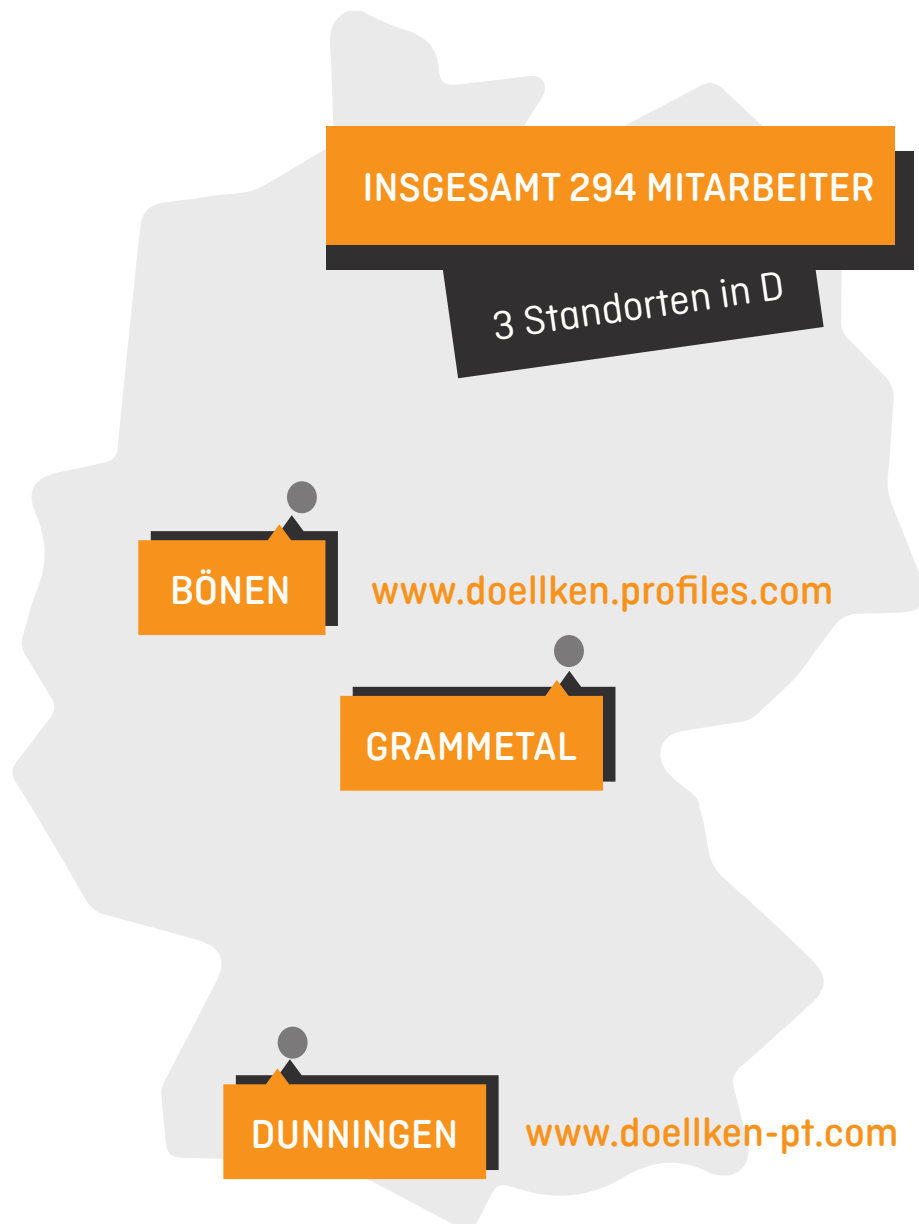 INSGESAMT 294 MITARBEITER
3 Standorten in D
BÖNEN
www.doellken.profiles.com
GRAMMETAL
DUNNINGEN
www.doellken-pt.com